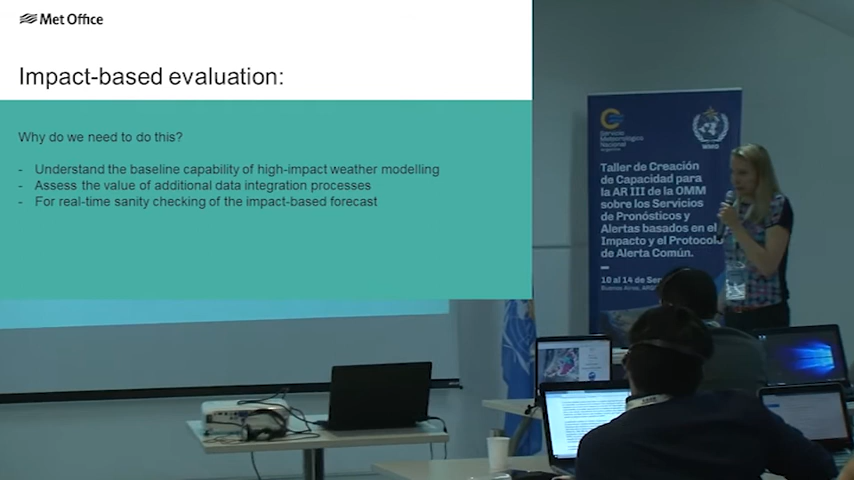 Met Office
Impact-based evaluation:
Why do we need to do this?
- Understand the baseline capability of high-impact weather modelling
- Assess the value of additional data integration processes
- For real-time sanity checking of the impact-based forecast
Servicio
Meteorológico
Nacional
Argentina
WMO
Taller de Creación
de Capacidad para
la AR III de la OMM
sobre los Servicios
de Pronósticos y
Alertas basados en el
Impacto y el Protocolo
de Alerta Común.
10 al 14 de
Buenos Aires,